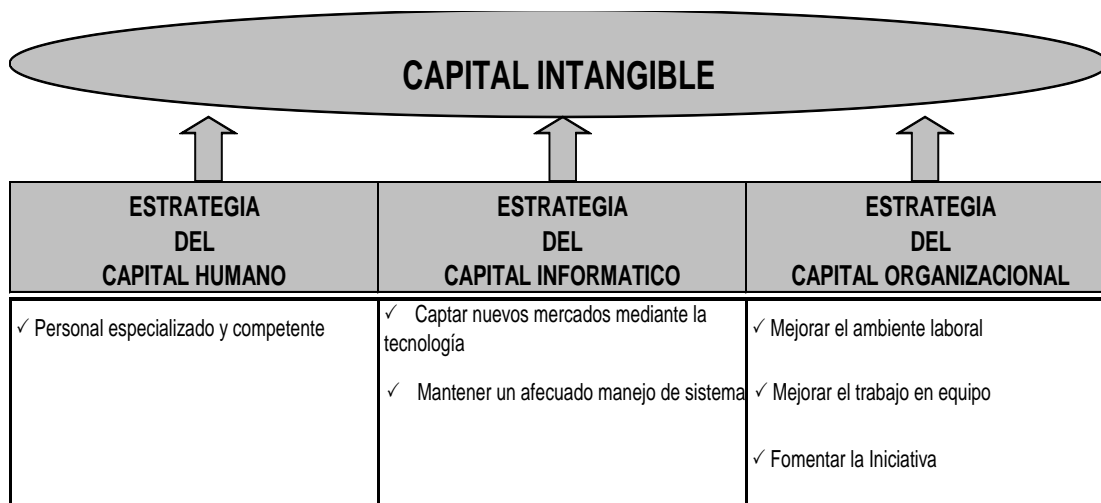 CAPITAL INTANGIBLE
ESTRATEGIA
DEL
CAPITAL HUMANO
ESTRATEGIA
DEL
CAPITAL INFORMATICO
ESTRATEGIA
DEL
CAPITAL ORGANIZACIONAL
✓ Personal especializado y competente
✓ Captar nuevos mercados mediante la
tecnología
✓ Mantener un afecuado manejo de sistema
✓ Mejorar el ambiente laboral
✓ Mejorar el trabajo en equipo
✓ Fomentar la Iniciativa